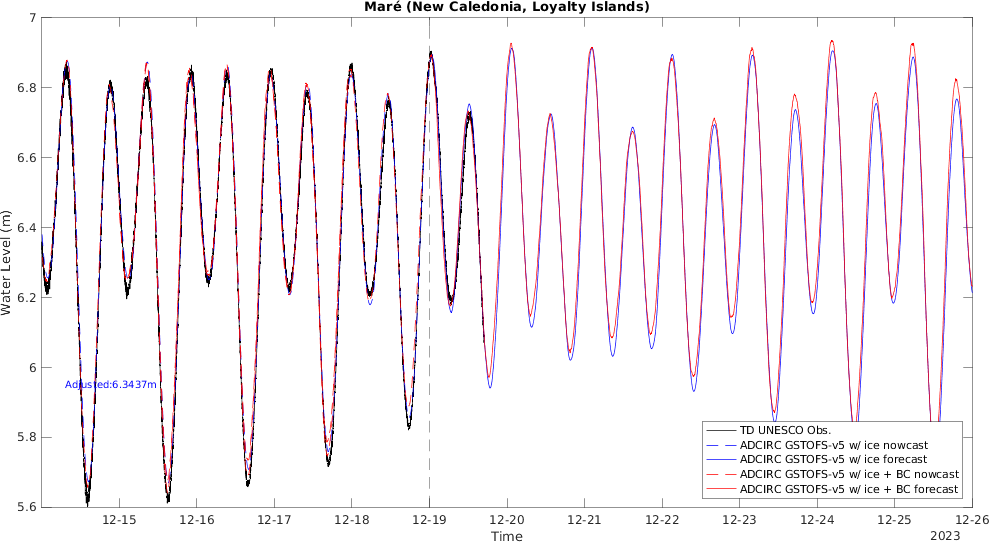 Maré (New Caledonia, Loyalty Islands)
7
6.8
6.6
6.4
6.2
6
5.8
5.6
Water Level (m)
Adjusted:6.3437m
TD UNESCO Obs.
ADCIRC GSTOFS-v5 w/ ice nowcast
ADCIRC GSTOFS-v5 w/ ice forecast
ADCIRC GSTOFS-v5 w/ ice + BC nowcast
ADCIRC GSTOFS-v5 w/ ice + BC forecast
12-15 12-16 12-17 12-18 12-19 12-20 12-21 12-22 12-23 12-24 12-25 12-26
Time
2023